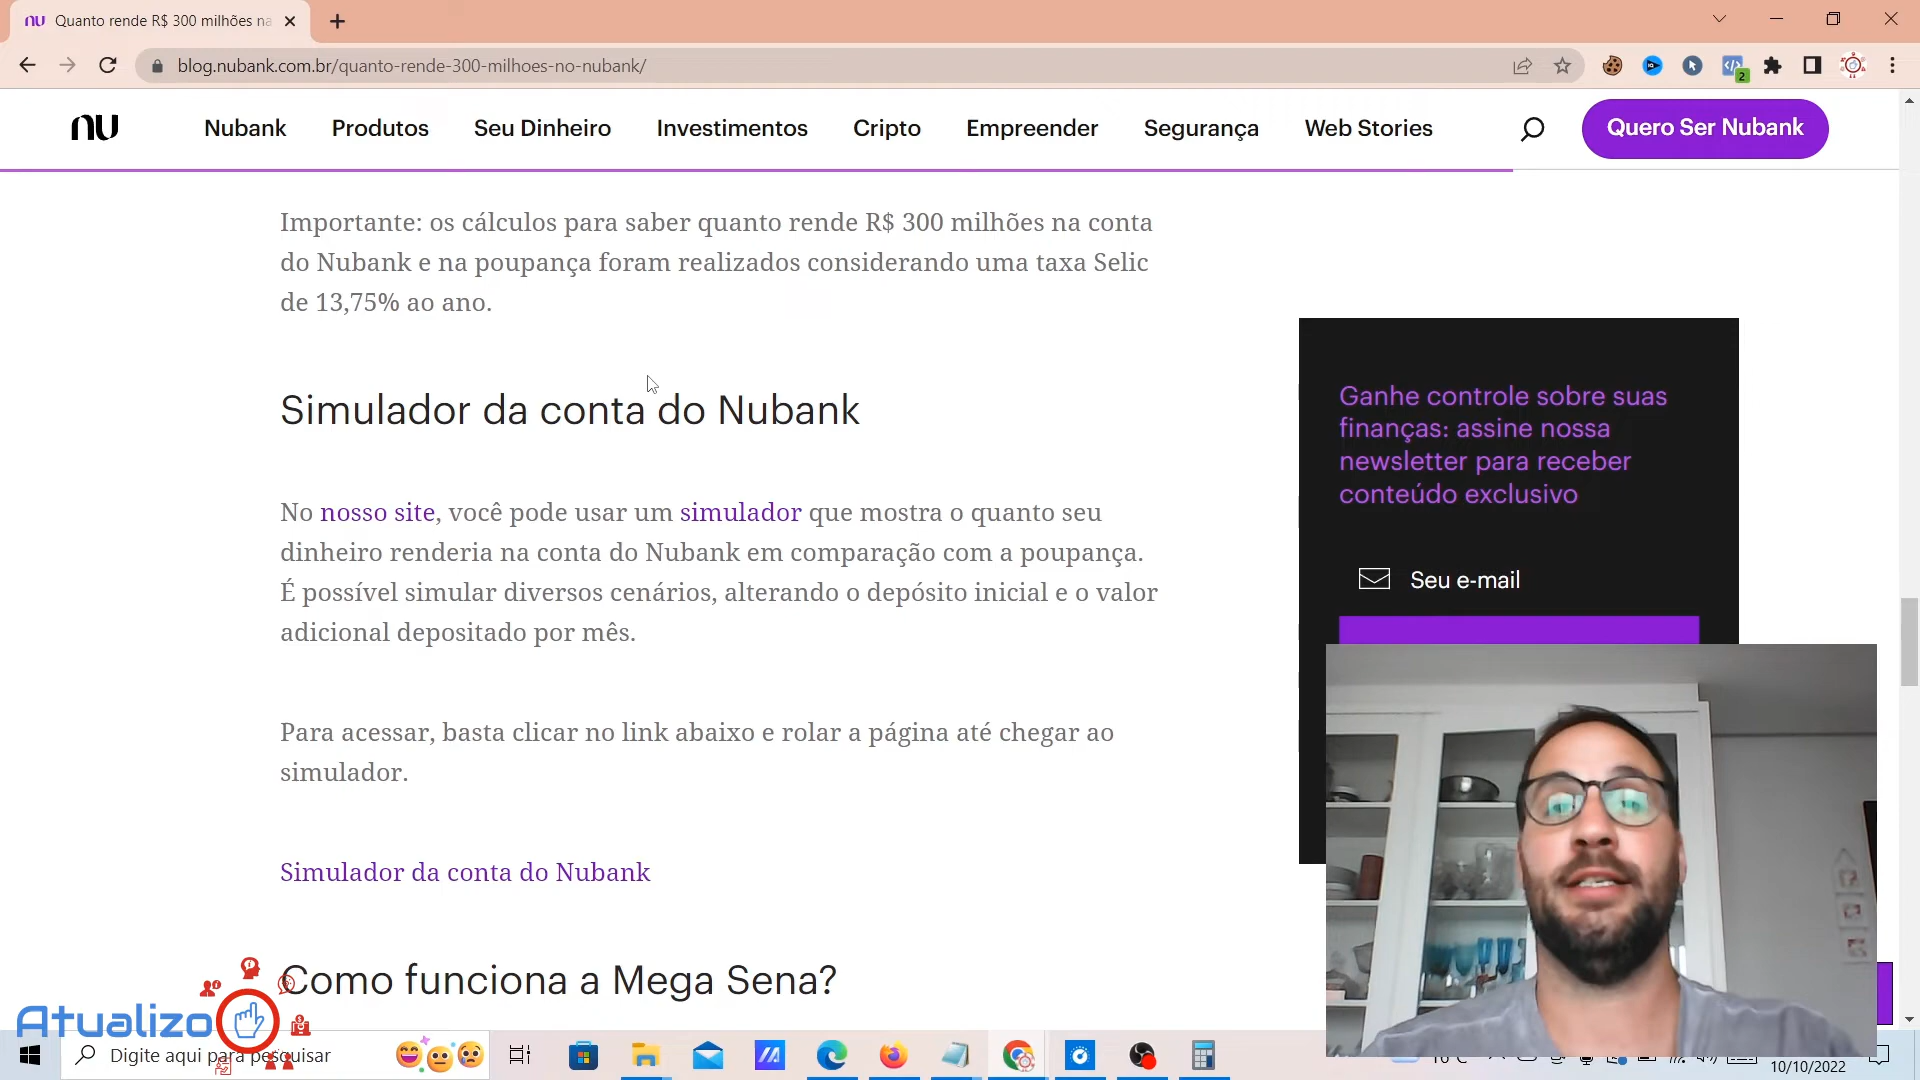 nu Quanto rende R$ 300 milhões na
blog.nubank.com.br/quanto-rende-300-milhoes-no-nubank/
2
nu Nubank Produtos Seu Dinheiro Investimentos Cripto Empreender Segurança Web Stories Quero Ser Nubank
Importante: os cálculos para saber quanto rende R$ 300 milhões na conta
do Nubank e na poupança foram realizados considerando uma taxa Selic
de 13,75% ao ano.
Simulador da conta do Nubank
No nosso site, você pode usar um simulador que mostra o quanto seu
dinheiro renderia na conta do Nubank em comparação com a poupança.
É possível simular diversos cenários, alterando o depósito inicial e o valor
adicional depositado por mês.
Para acessar, basta clicar no link abaixo e rolar a página até chegar ao
simulador.
Simulador da conta do Nubank
Como funciona a Mega Sena?
Ganhe controle sobre suas
finanças: assine nossa
newsletter para receber
conteúdo exclusivo
Seu e-mail
Atualizo
Digite aqui para pesquisar
16°C
10/10/2022